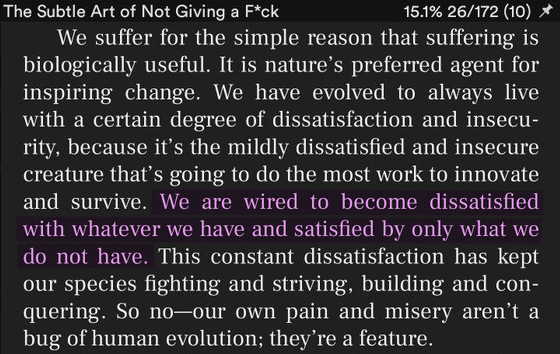 The Subtle Art of Not Giving a F*ck 15.1% 26/172 (10)
We suffer for the simple reason that suffering is
biologically useful. It is nature's preferred agent for
inspiring change. We have evolved to always live
with a certain degree of dissatisfaction and insecu-
rity, because it's the mildly dissatisfied and insecure
creature that's going to do the most work to innovate
and survive. We are wired to become dissatisfied
with whatever we have and satisfied by only what we
do not have. This constant dissatisfaction has kept
our species fighting and striving, building and con-
quering. So no—our own pain and misery aren't a
bug of human evolution; they're a feature.